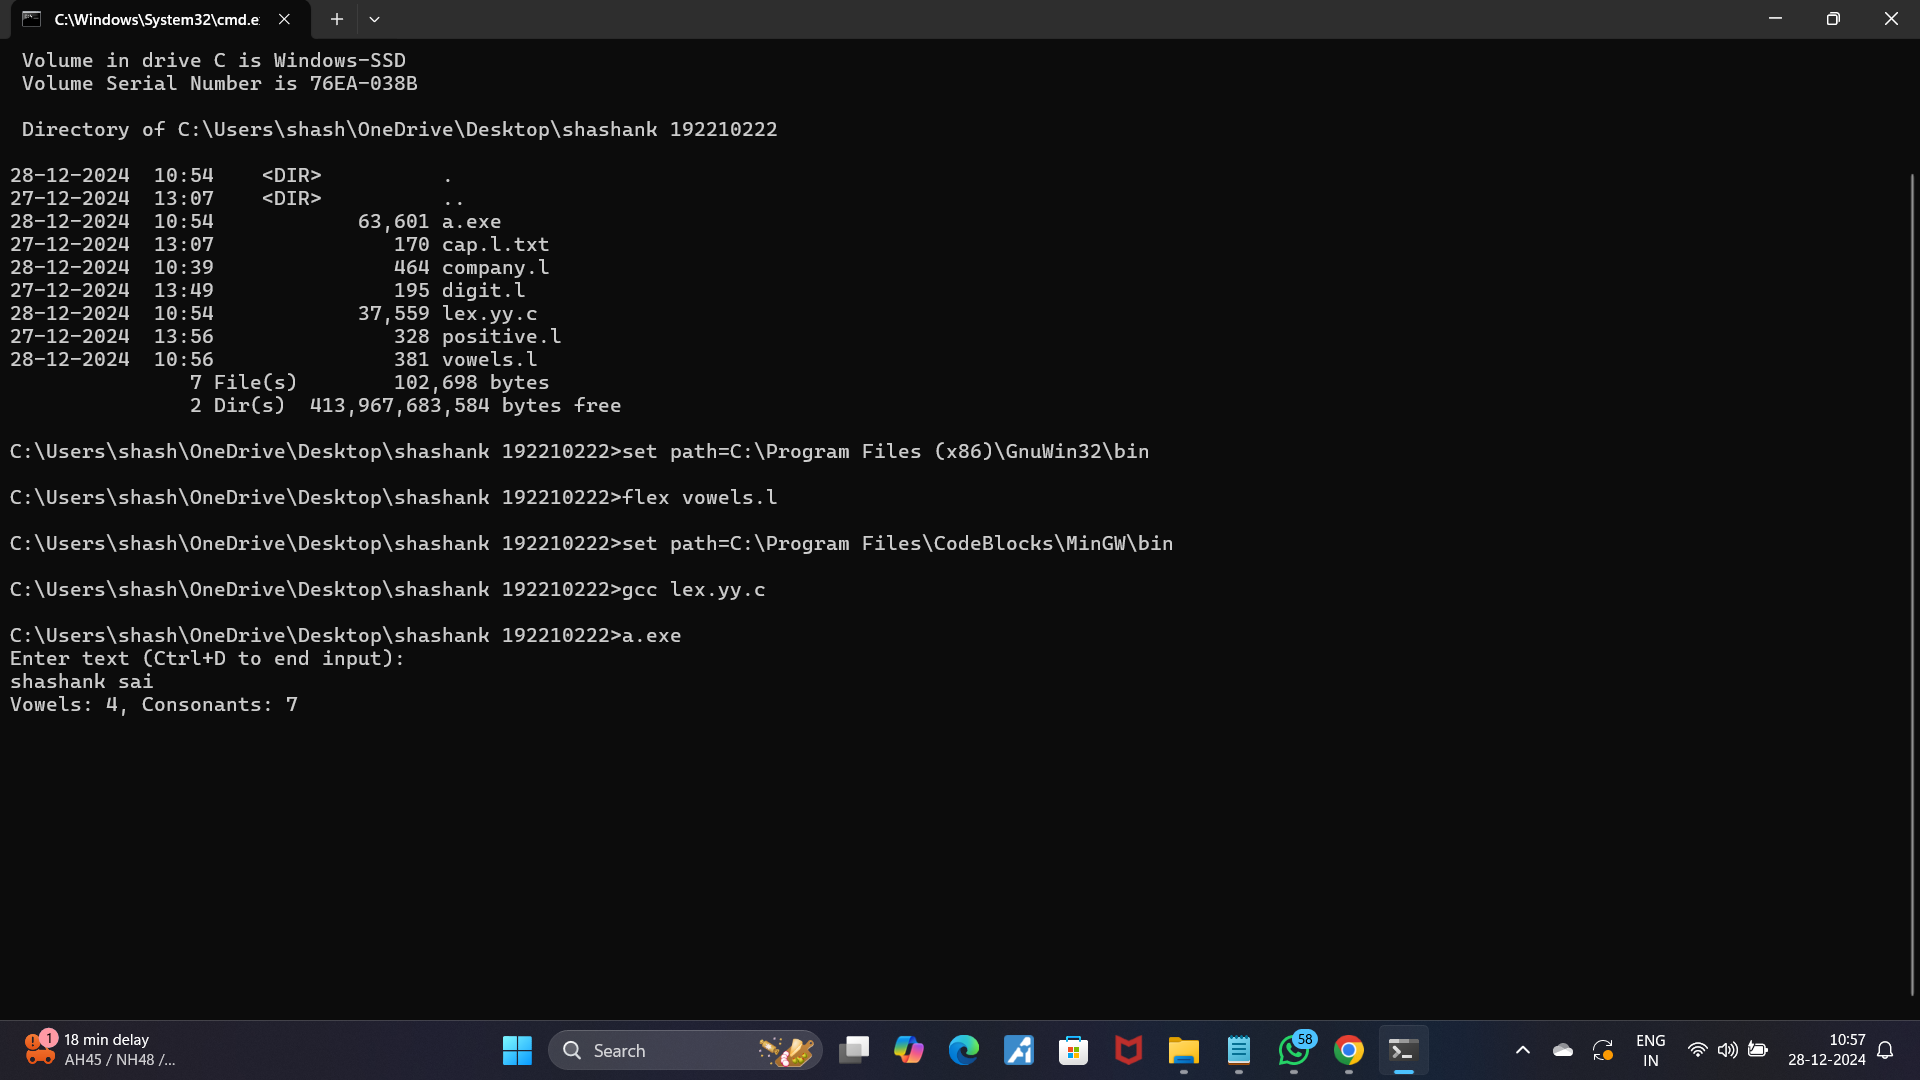 C:\Windows\System32\cmd.e
Volume in drive C is Windows-SSD
Volume Serial Number is 76EA-038B
Directory of C:\Users\shash\OneDrive\Desktop\shashank 192210222
28-12-2024  10:54    <DIR>          .
27-12-2024  13:07    <DIR>          ..
28-12-2024  10:54            63,601 a.exe
27-12-2024  13:07               170 cap.l.txt
28-12-2024  10:39               464 company.l
27-12-2024  13:49               195 digit.l
28-12-2024  10:54            37,559 lex.yy.c
27-12-2024  13:56               328 positive.l
28-12-2024  10:56               381 vowels.l
7 File(s)        102,698 bytes
2 Dir(s)  413,967,683,584 bytes free
C:\Users\shash\OneDrive\Desktop\shashank 192210222>set path=C:\Program Files (x86)\GnuWin32\bin
C:\Users\shash\OneDrive\Desktop\shashank 192210222>flex vowels.l
C:\Users\shash\OneDrive\Desktop\shashank 192210222>set path=C:\Program Files\CodeBlocks\MinGW\bin
C:\Users\shash\OneDrive\Desktop\shashank 192210222>gcc lex.yy.c
C:\Users\shash\OneDrive\Desktop\shashank 192210222>a.exe
Enter text (Ctrl+D to end input):
shashank sai
Vowels: 4, Consonants: 7
1
18 min delay
AH45 / NH48 /...
Search
58
ENG
IN
10:57
28-12-2024